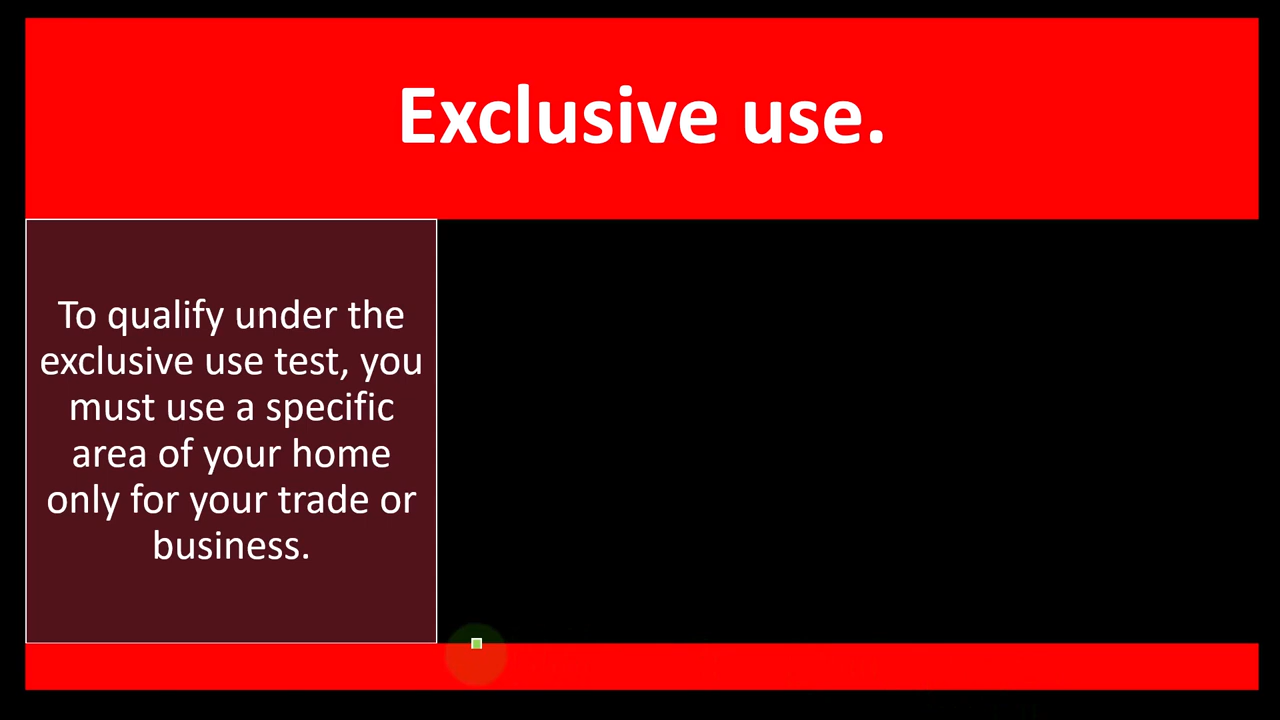 Exclusive use.
To qualify under the
exclusive use test, you
must use a specific
area of your home
only for your trade or
business.